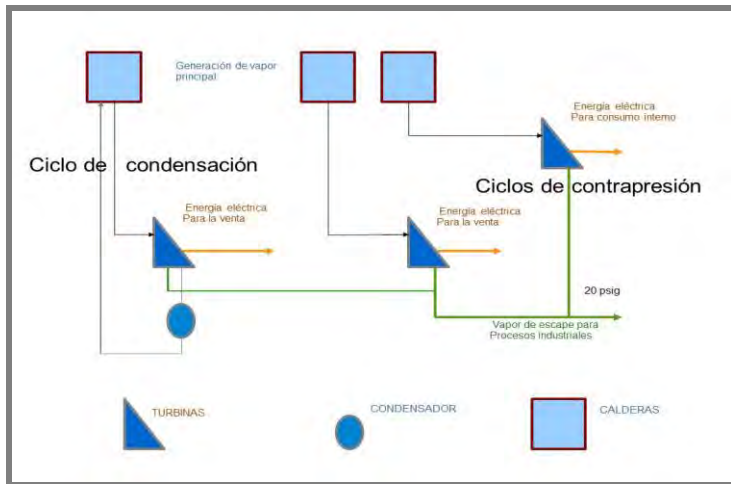 Generación de vapor
principal
Energía eléctrica
Para consumo interno
Ciclo de condensación
Ciclos de contrapresión
Energía eléctrica
Para la venta
Energía eléctrica
Para la venta
20 psig
Vapor de escape para
Procesos industriales
TURBINAS
CONDENSADOR
CALDERAS